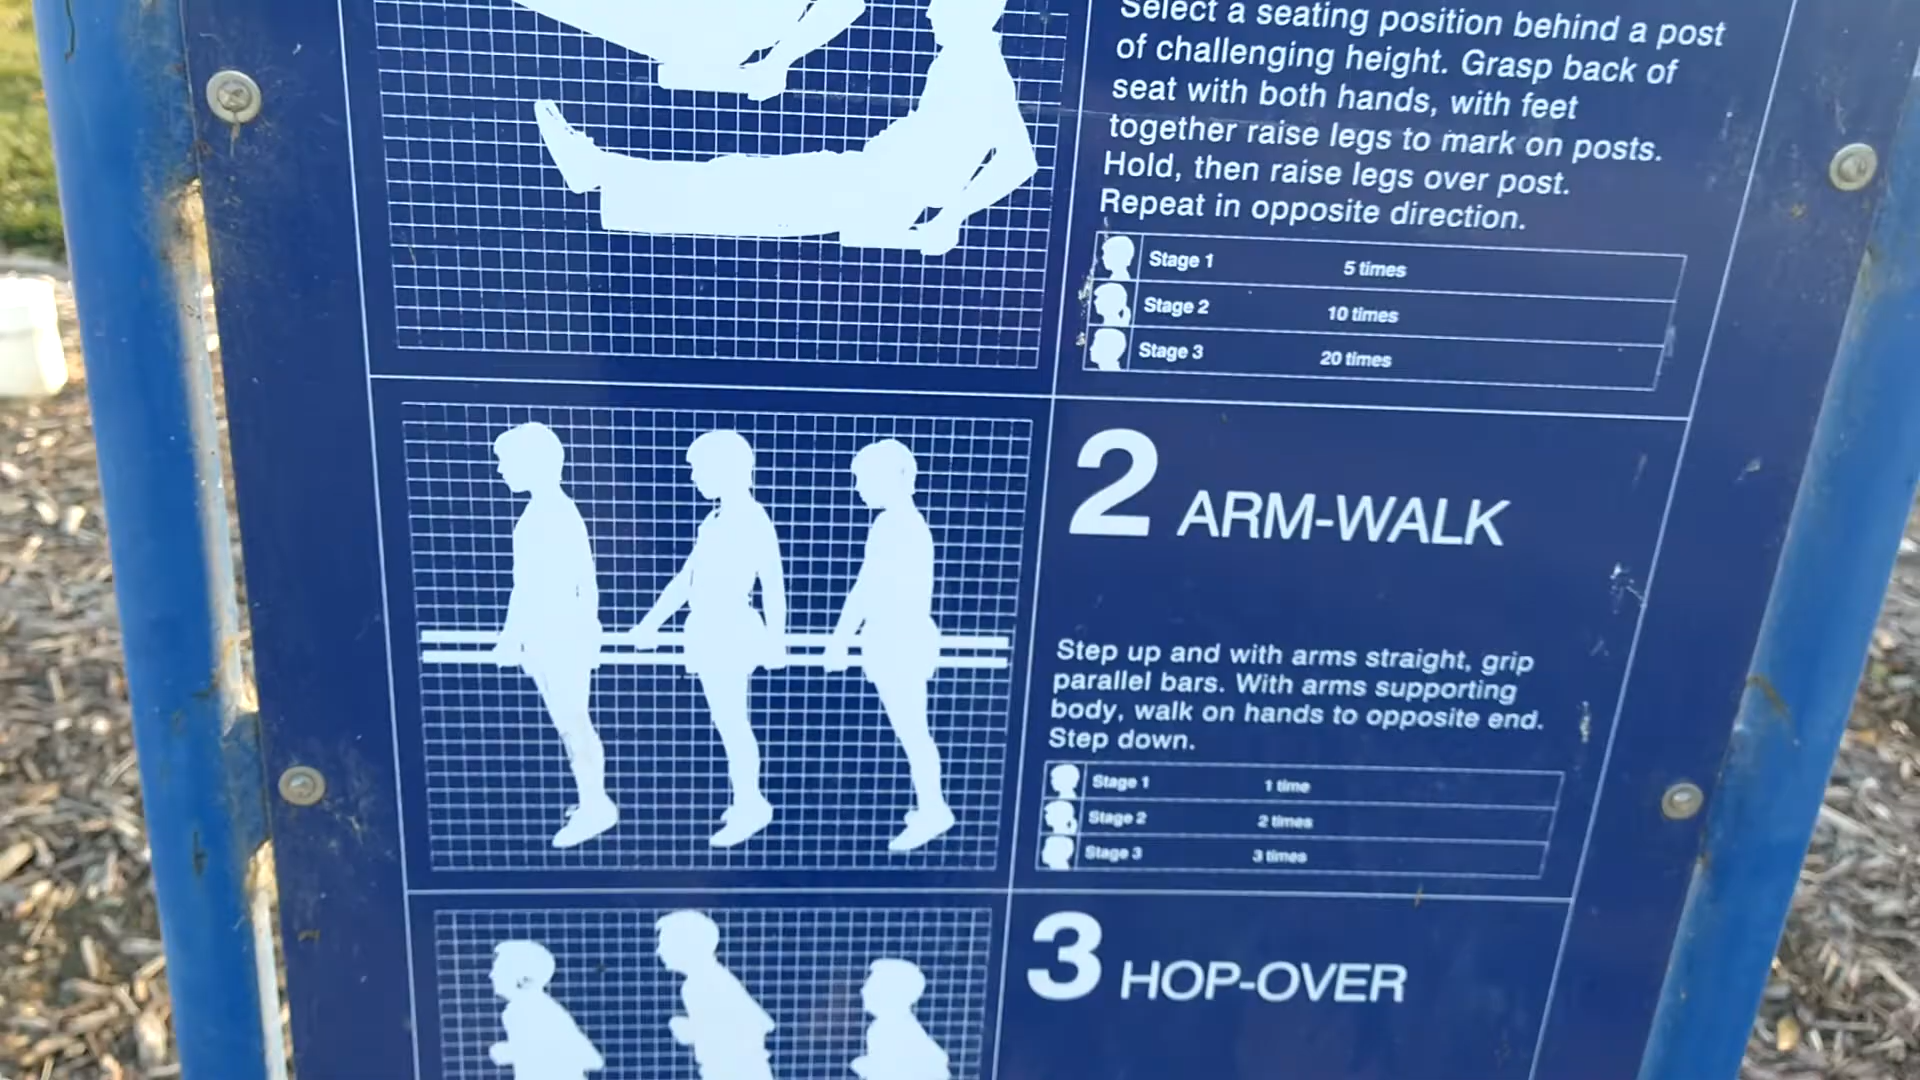 Select a seating position behind a post
of challenging height. Grasp back of
seat with both hands, with feet
together raise legs to mark on posts.
Hold, then raise legs over post.
Repeat in opposite direction.
Stage 1 5 times
Stage 2 10 times
Stage 3 20 times
2 ARM-WALK
Step up and with arms straight, grip
parallel bars. With arms supporting
body, walk on hands to opposite end.
Step down.
Stage 1 1 time
Stage 2 2 times
Stage 3 3 times
3 HOP-OVER